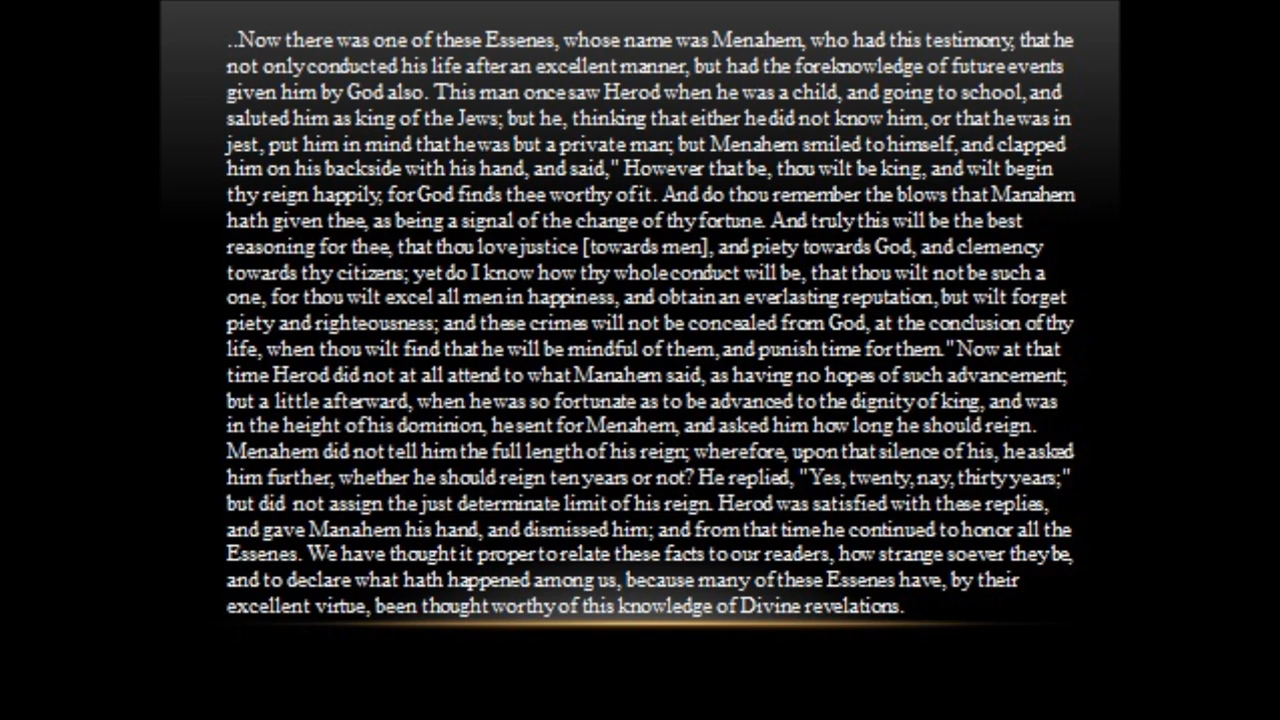 ..Now there was one of these Essenes, whose name was Menahem, who had this testimony, that he
not only conducted his life after an excellent manner, but had the foreknowledge of future events
given him by God also. This man once saw Herod when he was a child, and going to school, and
saluted him as king of the Jews; but he, thinking that either he did not know him, or that he was in
jest, put him in mind that he was but a private man; but Menahem smiled to himself, and clapped
him on his backside with his hand, and said," However that be, thou wilt be king, and wilt begin
thy reign happily, for God finds thee worthy of it. And do thou remember the blows that Manahem
hath given thee, as being a signal of the change of thy fortune. And truly this will be the best
reasoning for thee, that thou love justice [towards men], and piety towards God, and clemency
towards thy citizens; yet do I know how thy whole conduct will be, that thou wilt not be such a
one, for thou wilt excel all men in happiness, and obtain an everlasting reputation, but wilt forget
piety and righteousness; and these crimes will not be concealed from God, at the conclusion of thy
life, when thou wilt find that he will be mindful of them, and punish time for them." Now at that
time Herod did not at all attend to what Manahem said, as having no hopes of such advancement;
but a little afterward, when he was so fortunate as to be advanced to the dignity of king, and was
in the height of his dominion, he sent for Menahem, and asked him how long he should reign.
Menahem did not tell him the full length of his reign; wherefore, upon that silence of his, he asked
him further, whether he should reign ten years or not? He replied, "Yes, twenty, nay, thirty years;"
but did not assign the just determinate limit of his reign. Herod was satisfied with these replies,
and gave Manahem his hand, and dismissed him; and from that time he continued to honor all the
Essenes. We have thought it proper to relate these facts to our readers, how strange soever they be,
and to declare what hath happened among us, because many of these Essenes have, by their
excellent virtue, been thought worthy of this knowledge of Divine revelations.